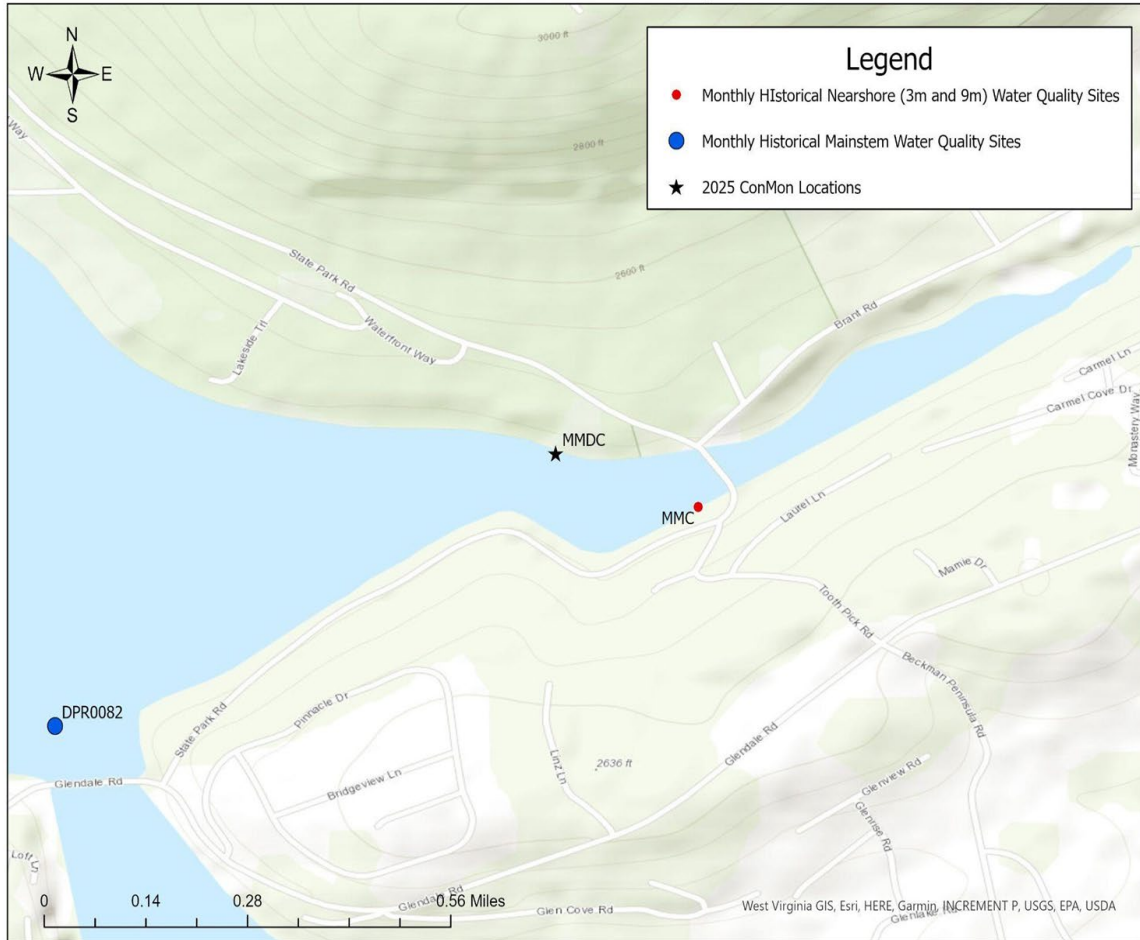 N
W E
S
3000 ft
Legend
Monthly HIstorical Nearshore (3m and 9m) Water Quality Sites
Monthly Historical Mainstem Water Quality Sites
2025 ConMon Locations
Way
2800 ft
State Park Rd
2600 ft
Lakeside Trl
Waterfront Way
Brant Rd
Carmel Ln
Carmel Cove Dr
Monastery Way
MMDC
MMC
Laurel Ln
Mamie Dr
Tooth Pick Rd
Beckman Peninsula Rd
DPR0082
State Park Rd
Pinnacle Dr
Glendale Rd
Linz Ln
2636 ft
Glendale Rd
Bridgeview Ln
Glenview Rd
Glenrise Rd
Loft Ln
0 0.14 0.28 0.56 Miles
Glendale Rd
Glen Cove Rd
West Virginia GIS, Esri, HERE, Garmin, INCREMENT P, USGS, EPA, USDA